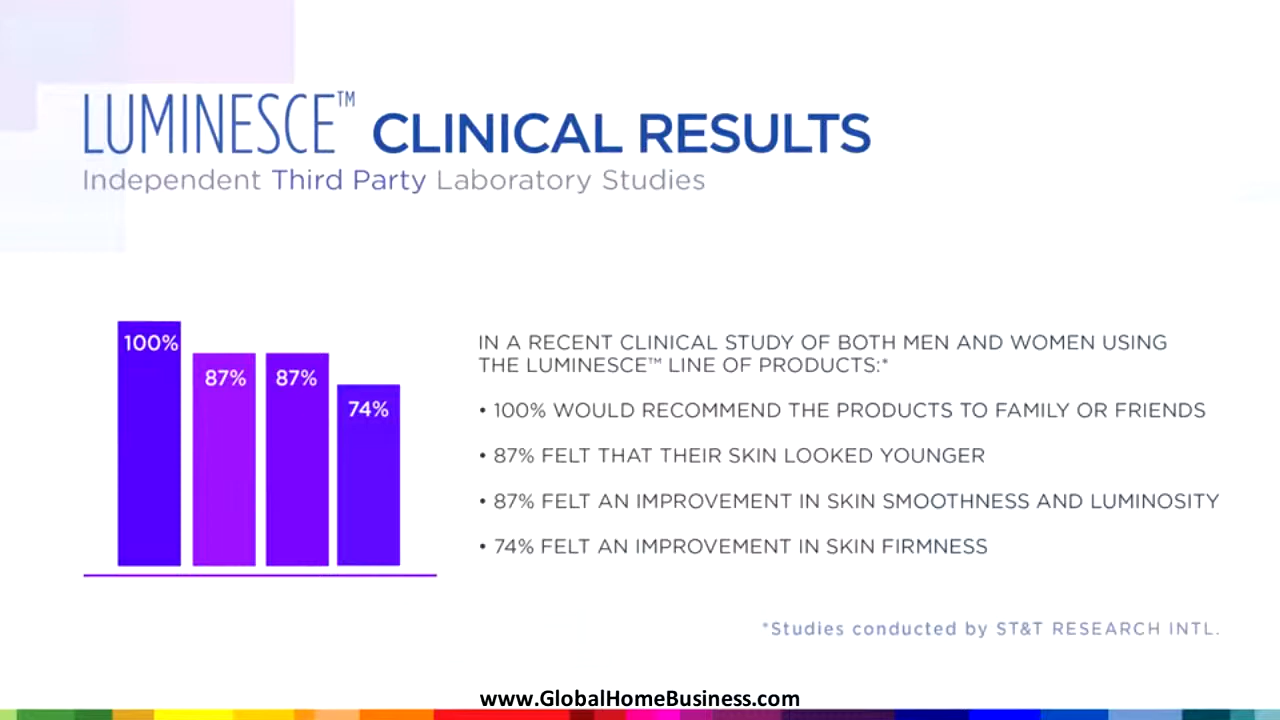 LUMINESCE™ CLINICAL RESULTS
Independent Third Party Laboratory Studies
100%
87%
87%
74%
IN A RECENT CLINICAL STUDY OF BOTH MEN AND WOMEN USING
THE LUMINESCE™ LINE OF PRODUCTS:*
• 100% WOULD RECOMMEND THE PRODUCTS TO FAMILY OR FRIENDS
• 87% FELT THAT THEIR SKIN LOOKED YOUNGER
• 87% FELT AN IMPROVEMENT IN SKIN SMOOTHNESS AND LUMINOSITY
• 74% FELT AN IMPROVEMENT IN SKIN FIRMNESS
*Studies conducted by ST&T RESEARCH INTL.
www.GlobalHomeBusiness.com